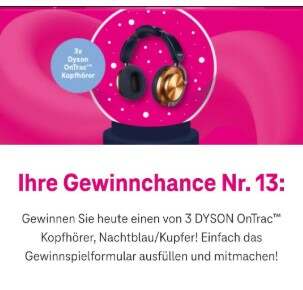 3x
Dyson
OnTrac™
Kopfhörer
Ihre Gewinnchance Nr. 13:
Gewinnen Sie heute einen von 3 DYSON OnTrac™
Kopfhörer, Nachtblau/Kupfer! Einfach das
Gewinnspielformular ausfüllen und mitmachen!